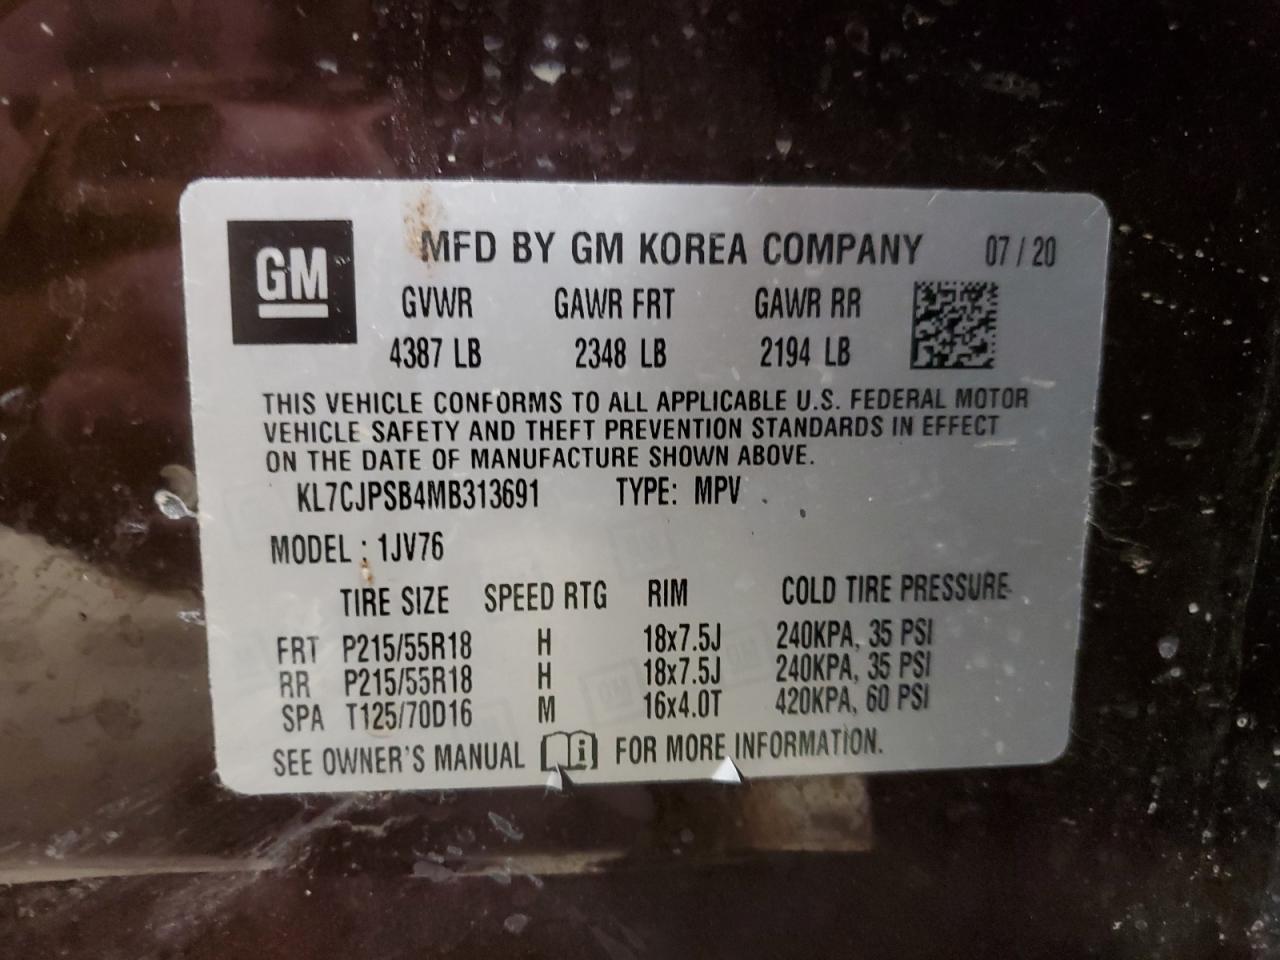 GM
MFD BY GM KOREA COMPANY 07 / 20
GVWR GAWR FRT GAWR RR
4387 LB 2348 LB 2194 LB
THIS VEHICLE CONFORMS TO ALL APPLICABLE U.S. FEDERAL MOTOR
VEHICLE SAFETY AND THEFT PREVENTION STANDARDS IN EFFECT
ON THE DATE OF MANUFACTURE SHOWN ABOVE.
KL7CJPSB4MB313691 TYPE: MPV
MODEL : 1JV76
TIRE SIZE SPEED RTG RIM COLD TIRE PRESSURE
FRT P215/55R18 H 18x7.5J 240KPA, 35 PSI
RR P215/55R18 H 18x7.5J 240KPA, 35 PSI
SPA T125/70D16 M 16x4.0T 420KPA, 60 PSI
SEE OWNER'S MANUAL i FOR MORE INFORMATION.